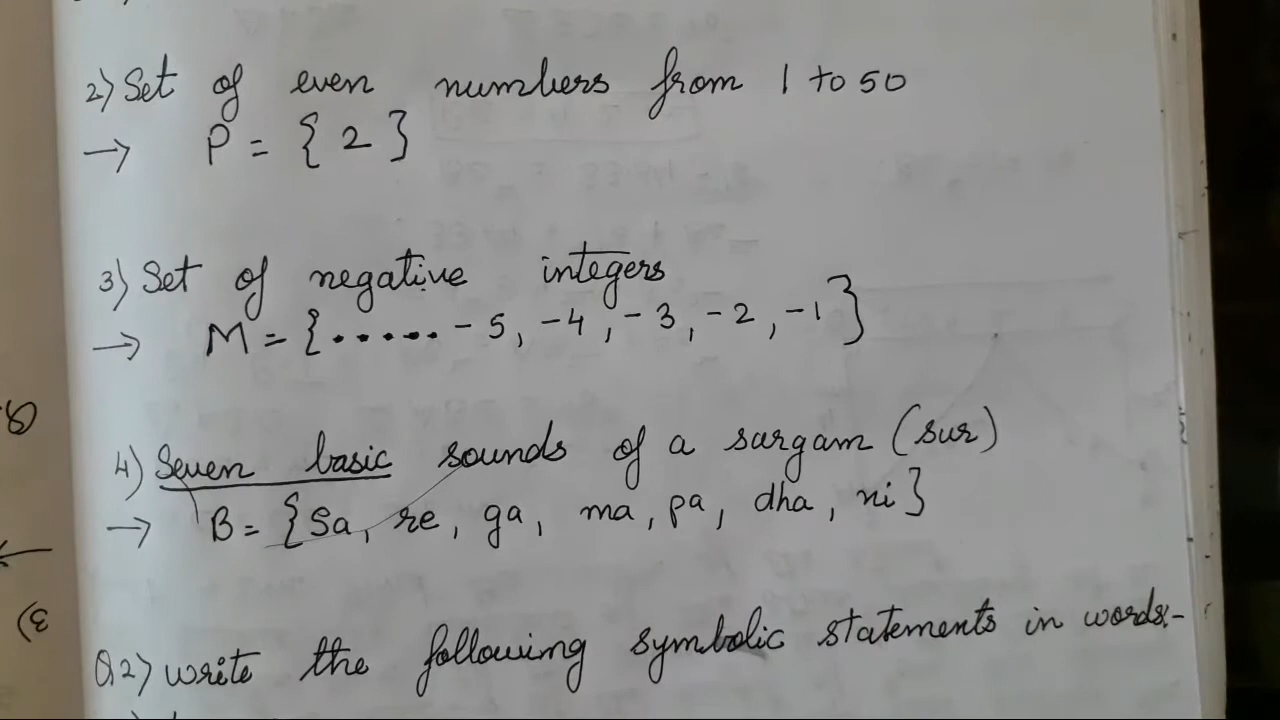 2) Set of even numbers from 1 to 50
→ P = { 2 }
3) Set of negative integers
→ M = {..... -5, -4, -3, -2, -1}
4) Seven basic sounds of a sargam (sur)
→ B = {Sa, re, ga, ma, pa, dha, ni}
Q2) write the following symbolic statements in words:-
3)